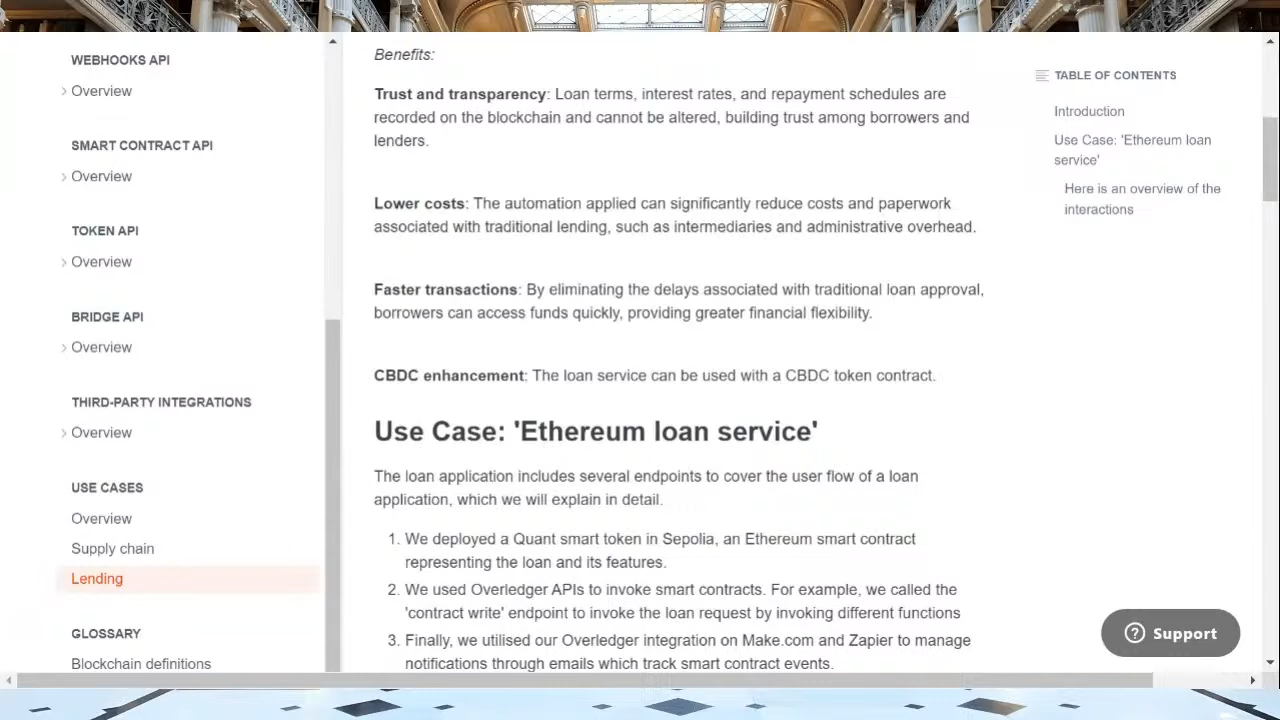 WEBHOOKS API
Overview
SMART CONTRACT API
Overview
TOKEN API
Overview
BRIDGE API
Overview
THIRD-PARTY INTEGRATIONS
Overview
USE CASES
Overview
Supply chain
Lending
GLOSSARY
Blockchain definitions
Benefits:
Trust and transparency: Loan terms, interest rates, and repayment schedules are
recorded on the blockchain and cannot be altered, building trust among borrowers and
lenders.
Lower costs: The automation applied can significantly reduce costs and paperwork
associated with traditional lending, such as intermediaries and administrative overhead.
Faster transactions: By eliminating the delays associated with traditional loan approval,
borrowers can access funds quickly, providing greater financial flexibility.
CBDC enhancement: The loan service can be used with a CBDC token contract.
Use Case: 'Ethereum loan service'
The loan application includes several endpoints to cover the user flow of a loan
application, which we will explain in detail.
1. We deployed a Quant smart token in Sepolia, an Ethereum smart contract
representing the loan and its features.
2. We used Overledger APIs to invoke smart contracts. For example, we called the
'contract write' endpoint to invoke the loan request by invoking different functions
3. Finally, we utilised our Overledger integration on Make.com and Zapier to manage
notifications through emails which track smart contract events.
TABLE OF CONTENTS
Introduction
Use Case: 'Ethereum loan
service'
Here is an overview of the
interactions
Support